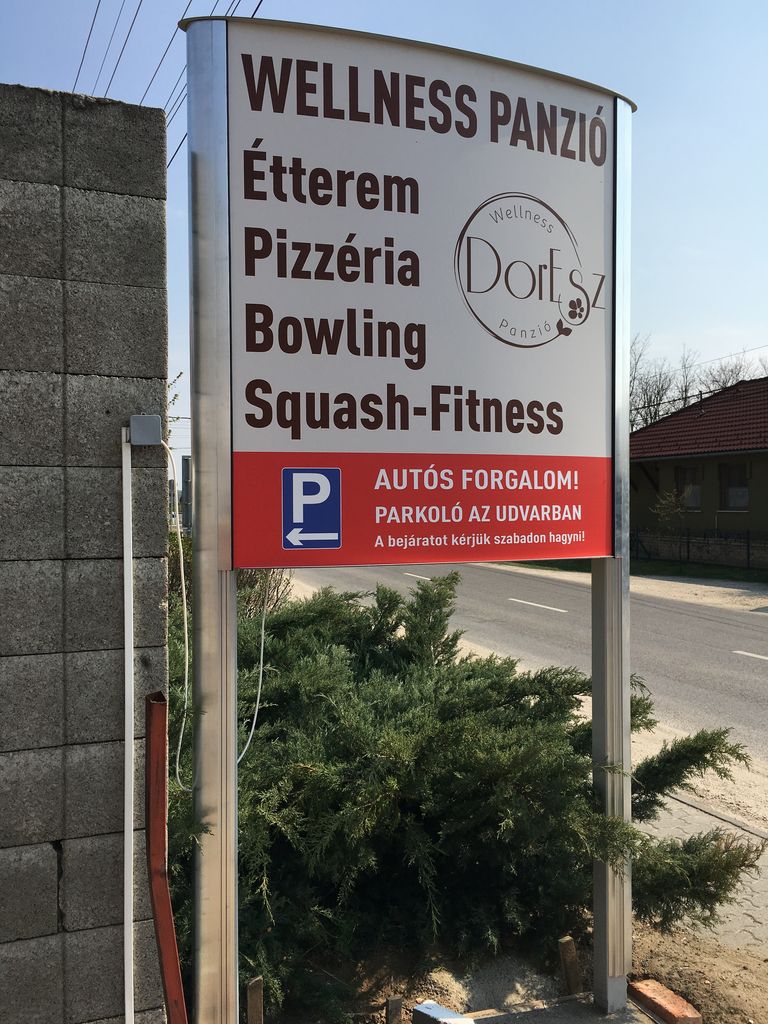 WELLNESS PANZIÓ
Étterem
Pizzéria
Bowling
Squash-Fitness
Wellness
DorEsz
Panzió
P
AUTÓS FORGALOM!
PARKOLÓ AZ UDVARBAN
A bejáratot kérjük szabadon hagyni!